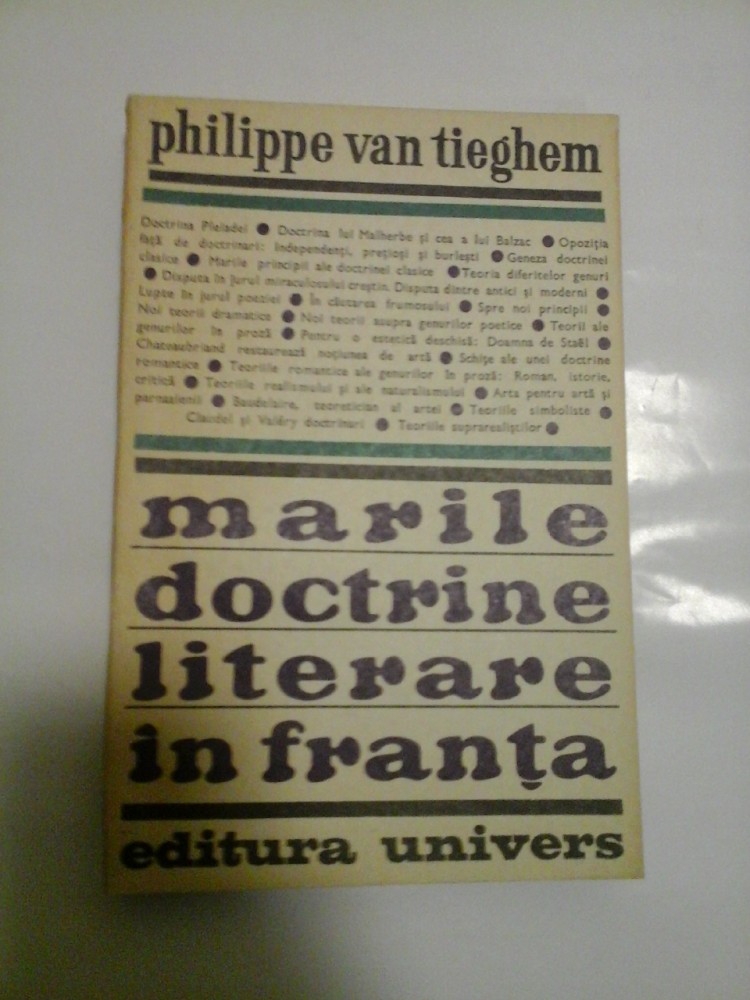 philippe van tieghem
Doctrina Pleiadei ● Doctrina lui Malherbe și cea a lui Balzac ● Opoziția
față de doctrinari: Independenți, prețioși și burlești ● Geneza doctrinei
clasice ● Marile principii ale doctrinei clasice ● Teoria diferitelor genuri
● Disputa în jurul miraculosului creștin. Disputa dintre antici și moderni ●
Lupte în jurul poeziei ● În căutarea frumosului ● Spre noi principii ●
Noi teorii dramatice ● Noi teorii asupra genurilor poetice ● Teorii ale
genurilor în proză ● Pentru o estetică deschisă: Doamna de Staël ●
Chateaubriand restaurează noțiunea de artă ● Schițe ale unei doctrine
romantice ● Teoriile romantice ale genurilor în proză: Roman, istorie,
critică ● Teoriile realismului și ale naturalismului ● Arta pentru artă și
parnasienii ● Baudelaire, teoretician al artei ● Teoriile simboliste ●
Claudel și Valéry doctrinari ● Teoriile suprarealiștilor ●
marile
doctrine
literare
in franța
editura univers